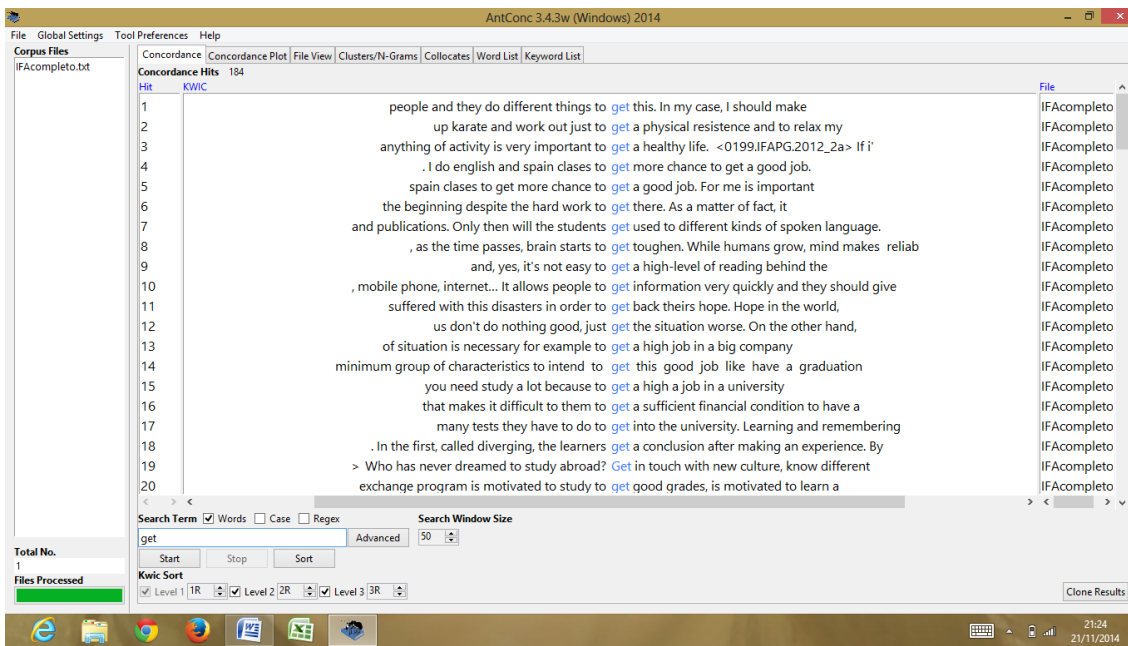 AntConc 3.4.3w (Windows) 2014
File Global Settings Tool Preferences Help
Corpus Files
IFAcompleto.txt
Concordance Concordance Plot File View Clusters/N-Grams Collocates Word List Keyword List
Concordance Hits 184
Hit KWIC File
1 people and they do different things to get this. In my case, I should make IFAcompleto
2 up karate and work out just to get a physical resistence and to relax my IFAcompleto
3 anything of activity is very important to get a healthy life. <0199.IFAPG.2012_2a> If i' IFAcompleto
4 . I do english and spain clases to get more chance to get a good job. IFAcompleto
5 spain clases to get more chance to get a good job. For me is important IFAcompleto
6 the beginning despite the hard work to get there. As a matter of fact, it IFAcompleto
7 and publications. Only then will the students get used to different kinds of spoken language. IFAcompleto
8 , as the time passes, brain starts to get toughen. While humans grow, mind makes reliab IFAcompleto
9 and, yes, it's not easy to get a high-level of reading behind the IFAcompleto
10 , mobile phone, internet... It allows people to get information very quickly and they should give IFAcompleto
11 suffered with this disasters in order to get back theirs hope. Hope in the world, IFAcompleto
12 us don't do nothing good, just get the situation worse. On the other hand, IFAcompleto
13 of situation is necessary for example to get a high job in a big company IFAcompleto
14 minimum group of characteristics to intend to get this good job like have a graduation IFAcompleto
15 you need study a lot because to get a high a job in a university IFAcompleto
16 that makes it difficult to them to get a sufficient financial condition to have a IFAcompleto
17 many tests they have to do to get into the university. Learning and remembering IFAcompleto
18 . In the first, called diverging, the learners get a conclusion after making an experience. By IFAcompleto
19 > Who has never dreamed to study abroad? Get in touch with new culture, know different IFAcompleto
20 exchange program is motivated to study to get good grades, is motivated to learn a IFAcompleto
Search Term Words Case Regex Search Window Size
get Advanced 50
Start Stop Sort
Kwic Sort
Level 1 1R Level 2 2R Level 3 3R Clone Results
Total No.
1
Files Processed
21:24
21/11/2014